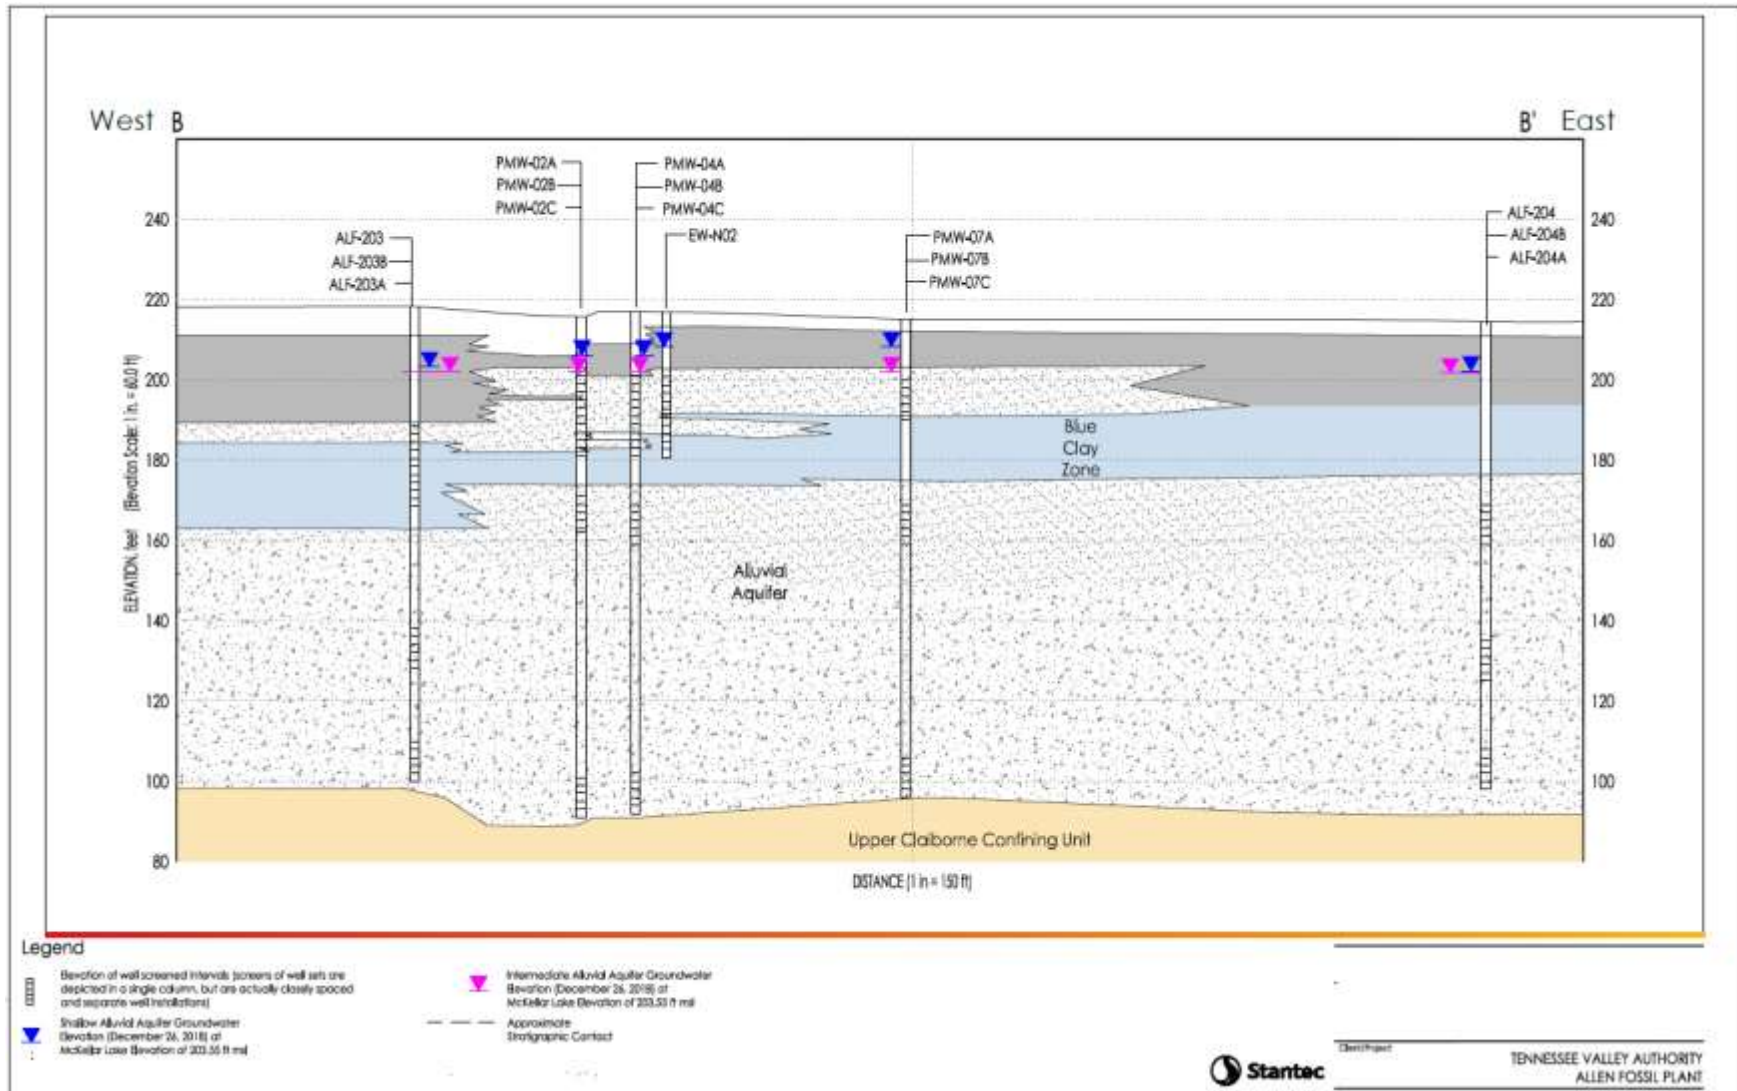 West B
B' East
PMW-02A
PMW-02B
PMW-02C
PMW-04A
PMW-04B
PMW-04C
EW-N02
ALF-203
ALF-203B
ALF-203A
PMW-07A
PMW-07B
PMW-07C
ALF-204
ALF-204B
ALF-204A
240
220
200
180
160
140
120
100
80
ELEVATION, feet (Elevation Scale: 1 in. = 60.0 ft)
240
220
200
180
160
140
120
100
Blue
Clay
Zone
Alluvial
Aquifer
Upper Claiborne Confining Unit
DISTANCE (1 in = 150 ft)
Legend
Elevation of well screened intervals (screens of well sets are
depicted in a single column, but are actually closely spaced
and separate well installations)
Shallow Alluvial Aquifer Groundwater
Elevation (December 26, 2018) at
McKellar Lake Elevation of 203.55 ft msl
Intermediate Alluvial Aquifer Groundwater
Elevation (December 26, 2018) at
McKellar Lake Elevation of 203.55 ft msl
Approximate
Stratigraphic Contact
Stantec
Client/Project
TENNESSEE VALLEY AUTHORITY
ALLEN FOSSIL PLANT